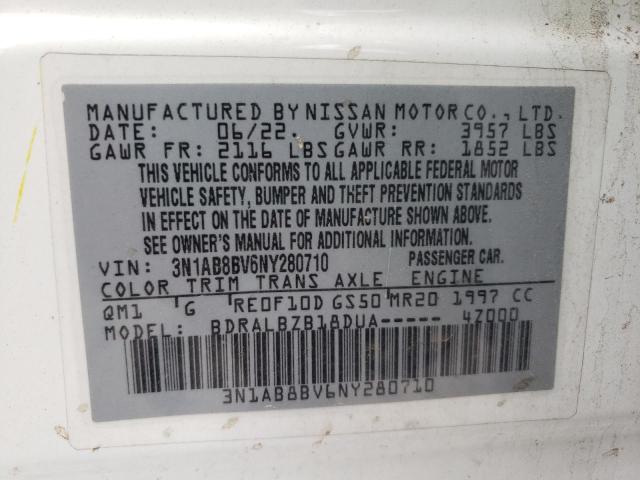 MANUFACTURED BY NISSAN MOTOR CO., LTD.
DATE: 06/22. GVWR: 3957 LBS
GAWR FR: 2116 LBS GAWR RR: 1852 LBS
THIS VEHICLE CONFORMS TO ALL APPLICABLE FEDERAL MOTOR
VEHICLE SAFETY, BUMPER AND THEFT PREVENTION STANDARDS
IN EFFECT ON THE DATE OF MANUFACTURE SHOWN ABOVE.
SEE OWNER'S MANUAL FOR ADDITIONAL INFORMATION.
VIN: 3N1AB8BV6NY280710 PASSENGER CAR.
COLOR TRIM TRANS AXLE ENGINE
QM1 G RE0F10D GS50 MR20 1997 CC
MODEL: BDRALBZB18DUA----- 4Z000
3N1AB8BV6NY280710